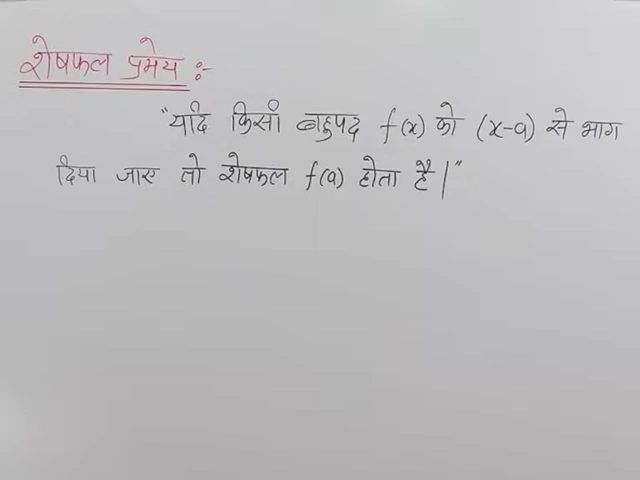 शेषफल प्रमेय :-
"यदि किसी बहुपद f(x) को (x-a) से भाग
दिया जाए तो शेषफल f(a) होता है|"